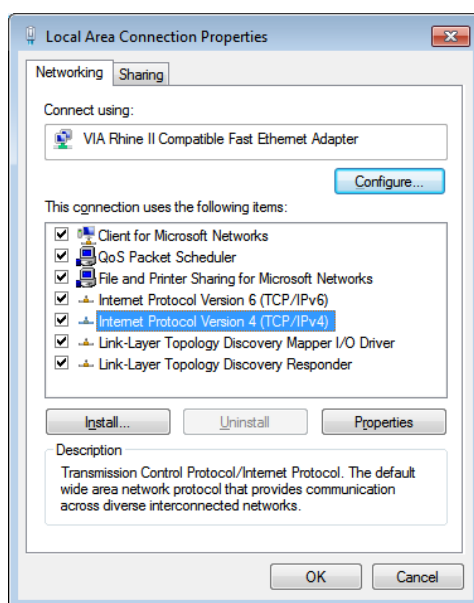 Local Area Connection Properties
Networking
Sharing
Connect using:
VIA Rhine II Compatible Fast Ethernet Adapter
Configure...
This connection uses the following items:
Client for Microsoft Networks
QoS Packet Scheduler
File and Printer Sharing for Microsoft Networks
Internet Protocol Version 6 (TCP/IPv6)
Internet Protocol Version 4 (TCP/IPv4)
Link-Layer Topology Discovery Mapper I/O Driver
Link-Layer Topology Discovery Responder
Install...
Uninstall
Properties
Description
Transmission Control Protocol/Internet Protocol. The default
wide area network protocol that provides communication
across diverse interconnected networks.
OK
Cancel